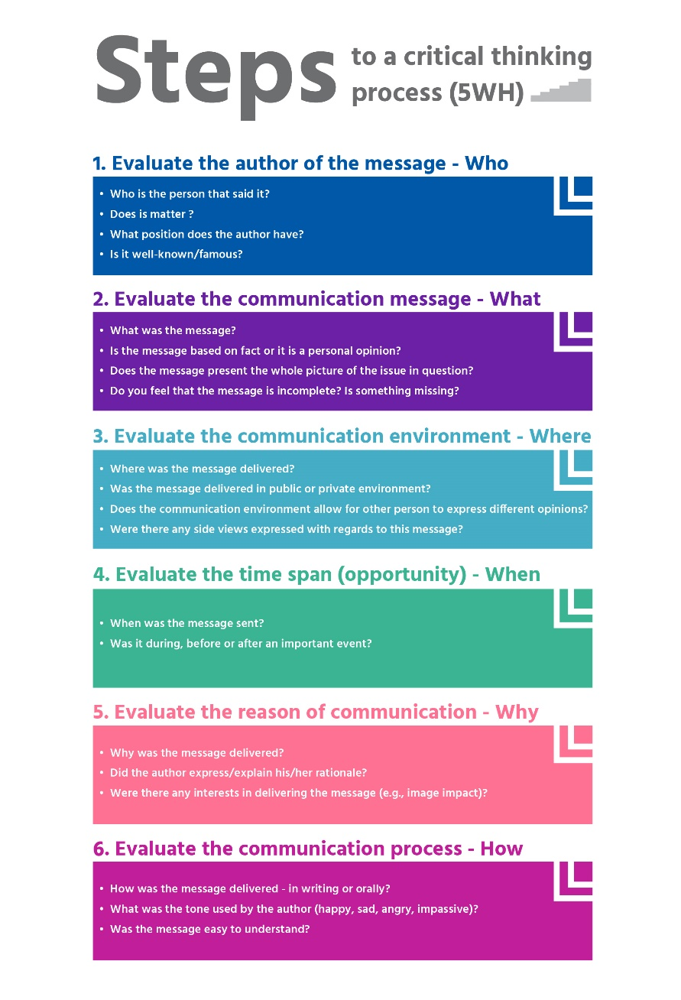 Steps
to a critical thinking
process (5WH)
1. Evaluate the author of the message - Who
• Who is the person that said it?
• Does is matter ?
• What position does the author have?
• Is it well-known/famous?
2. Evaluate the communication message - What
• What was the message?
• Is the message based on fact or it is a personal opinion?
• Does the message present the whole picture of the issue in question?
• Do you feel that the message is incomplete? Is something missing?
3. Evaluate the communication environment - Where
• Where was the message delivered?
• Was the message delivered in public or private environment?
• Does the communication environment allow for other person to express different opinions?
• Were there any side views expressed with regards to this message?
4. Evaluate the time span (opportunity) - When
• When was the message sent?
• Was it during, before or after an important event?
5. Evaluate the reason of communication - Why
• Why was the message delivered?
• Did the author express/explain his/her rationale?
• Were there any interests in delivering the message (e.g., image impact)?
6. Evaluate the communication process - How
• How was the message delivered - in writing or orally?
• What was the tone used by the author (happy, sad, angry, impassive)?
• Was the message easy to understand?